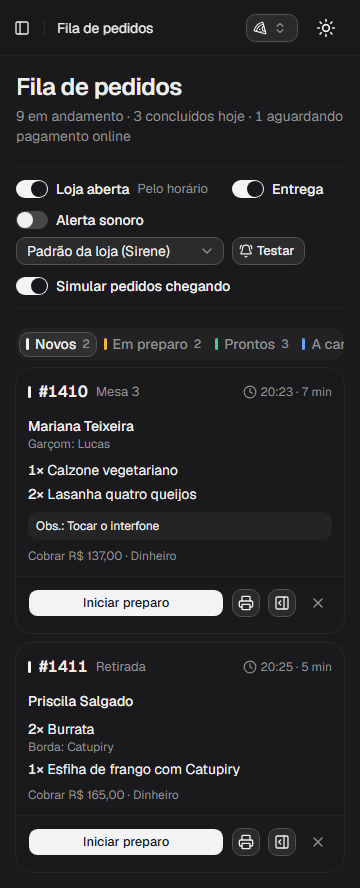 Fila de pedidos
Fila de pedidos
9 em andamento · 3 concluídos hoje · 1 aguardando
pagamento online
Loja aberta Pelo horário Entrega
Alerta sonoro
Padrão da loja (Sirene) Testar
Simular pedidos chegando
Novos 2 Em preparo 2 Prontos 3 A car
#1410 Mesa 3 20:23 · 7 min
Mariana Teixeira
Garçom: Lucas
1× Calzone vegetariano
2× Lasanha quatro queijos
Obs.: Tocar o interfone
Cobrar R$ 137,00 · Dinheiro
Iniciar preparo
#1411 Retirada 20:25 · 5 min
Priscila Salgado
2× Burrata
Borda: Catupiry
1× Esfiha de frango com Catupiry
Cobrar R$ 165,00 · Dinheiro
Iniciar preparo